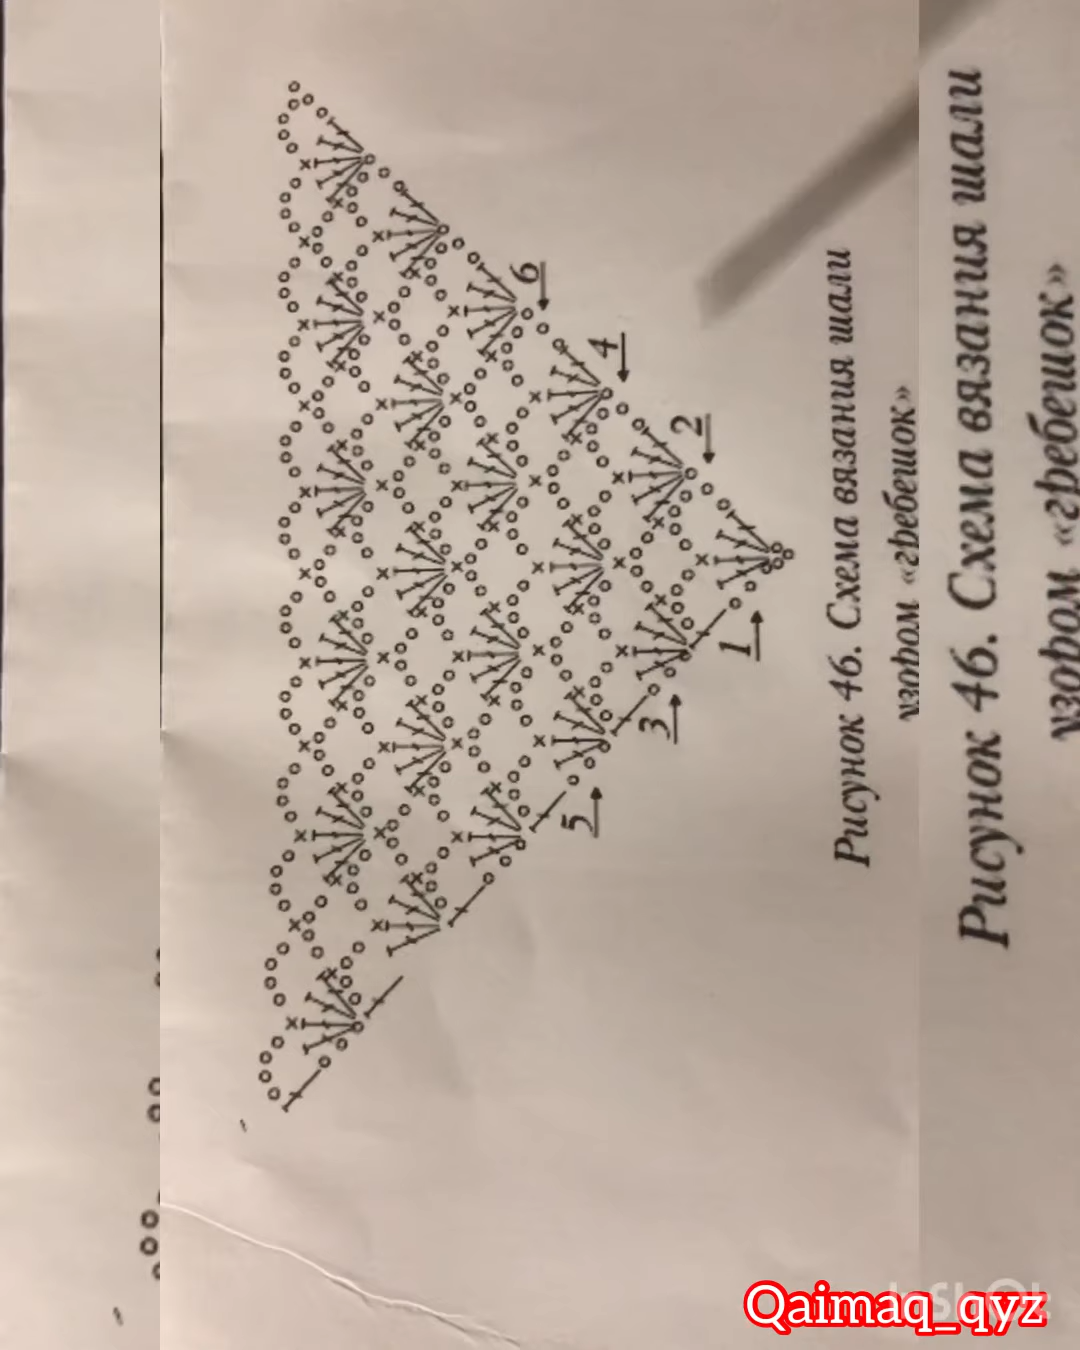 6
4
2
1
3
5
Рисунок 46. Схема вязания шали
узором «гребешок»
Рисунок 46. Схема вязания шали
узором «гребешок»
Qaimaq_qyz